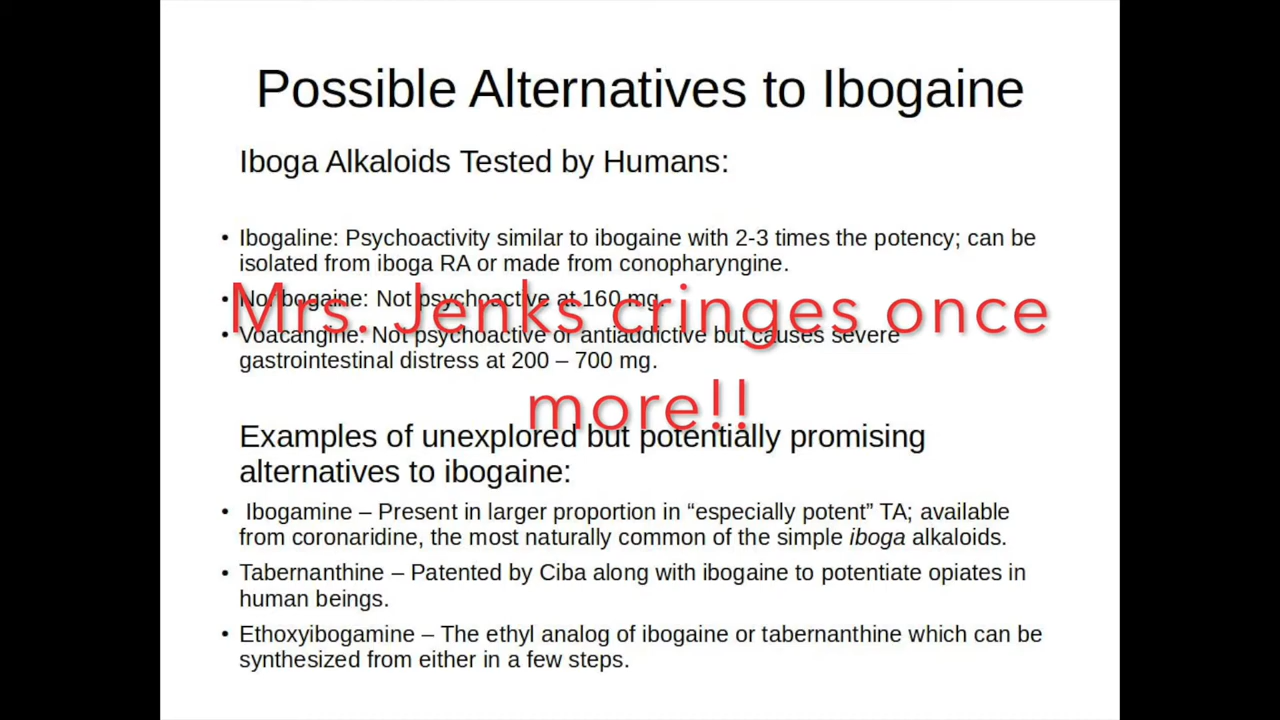 Possible Alternatives to Ibogaine
Iboga Alkaloids Tested by Humans:
• Ibogaline: Psychoactivity similar to ibogaine with 2-3 times the potency; can be
isolated from iboga RA or made from conopharyngine.
• Noribogaine: Not psychoactive at 160 mg.
Mrs. Jenks cringes once
• Voacangine: Not psychoactive or antiaddictive but causes severe
gastrointestinal distress at 200 – 700 mg.
more!!
Examples of unexplored but potentially promising
alternatives to ibogaine:
• Ibogamine – Present in larger proportion in “especially potent” TA; available
from coronaridine, the most naturally common of the simple iboga alkaloids.
• Tabernanthine – Patented by Ciba along with ibogaine to potentiate opiates in
human beings.
• Ethoxyibogamine – The ethyl analog of ibogaine or tabernanthine which can be
synthesized from either in a few steps.